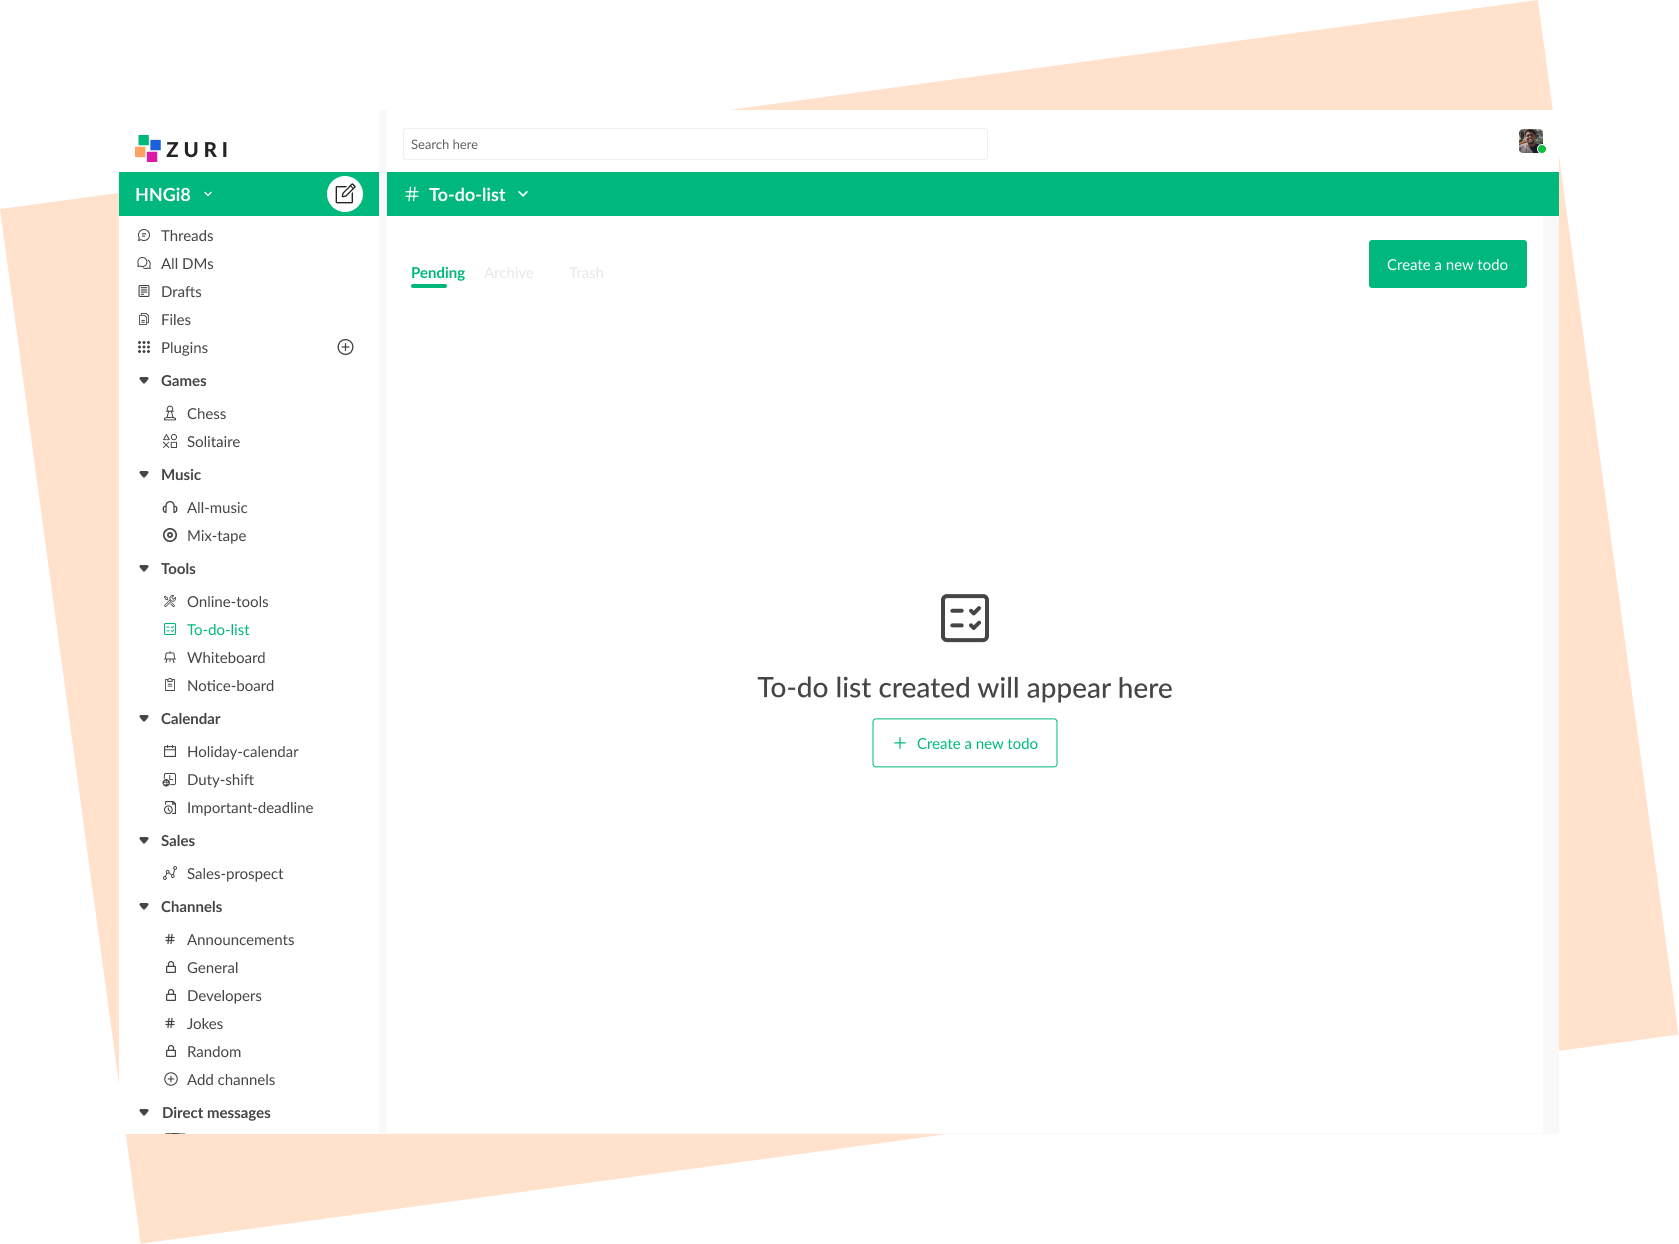 ZURI
Search here
HNGi8
# To-do-list
Threads
All DMs
Drafts
Files
Plugins
Games
Chess
Solitaire
Music
All-music
Mix-tape
Tools
Online-tools
To-do-list
Whiteboard
Notice-board
Calendar
Holiday-calendar
Duty-shift
Important-deadline
Sales
Sales-prospect
Channels
# Announcements
General
Developers
# Jokes
Random
Add channels
Direct messages
Pending Archive Trash
Create a new todo
To-do list created will appear here
+ Create a new todo